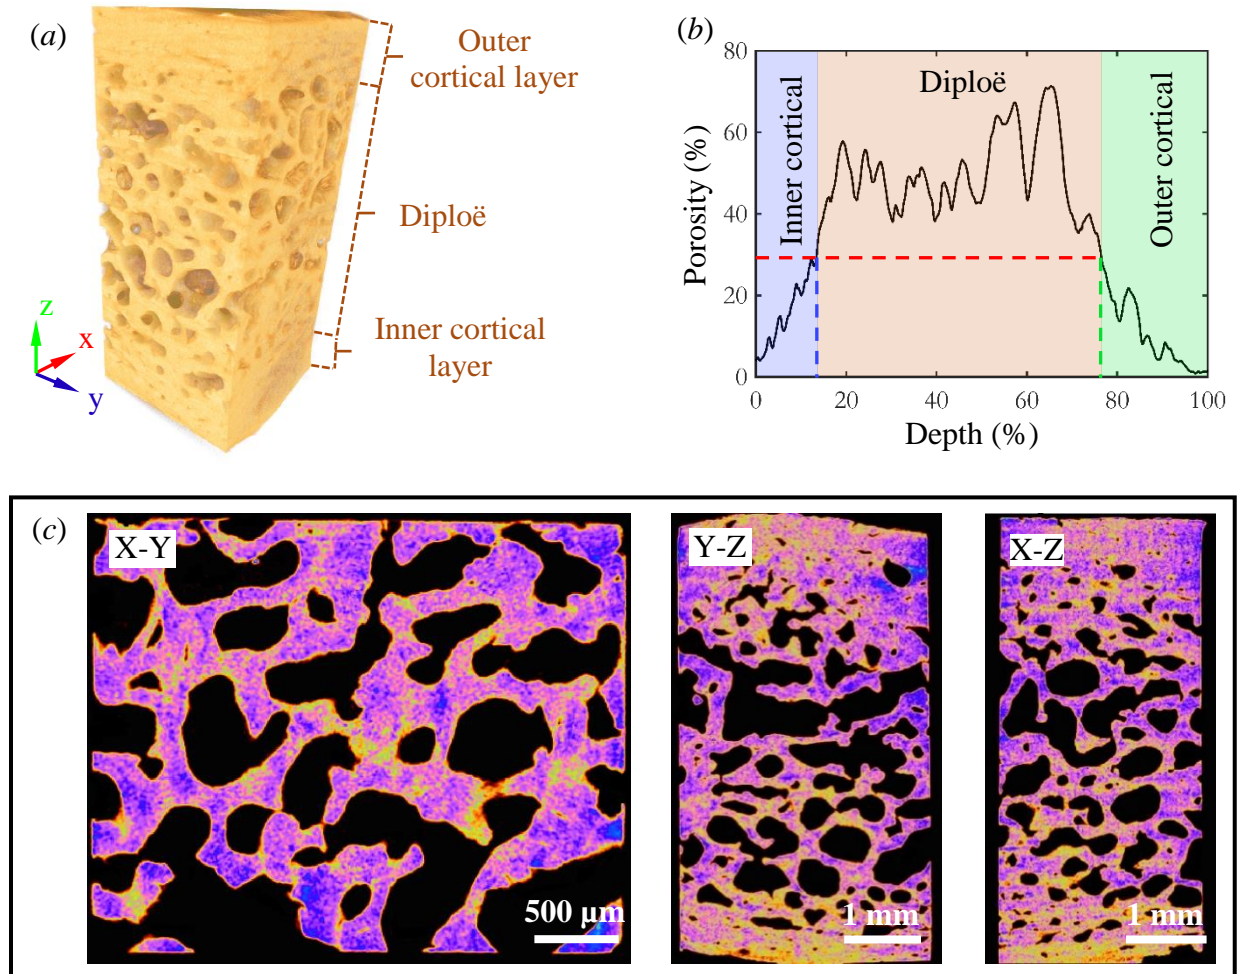 (a)
Outer
cortical layer
Diploë
Inner cortical
layer
z
x
y
(b)
80
60
40
20
0
Porosity (%)
Inner cortical
Diploë
Outer cortical
0 20 40 60 80 100
Depth (%)
(c)
X-Y
500 µm
Y-Z
1 mm
X-Z
1 mm